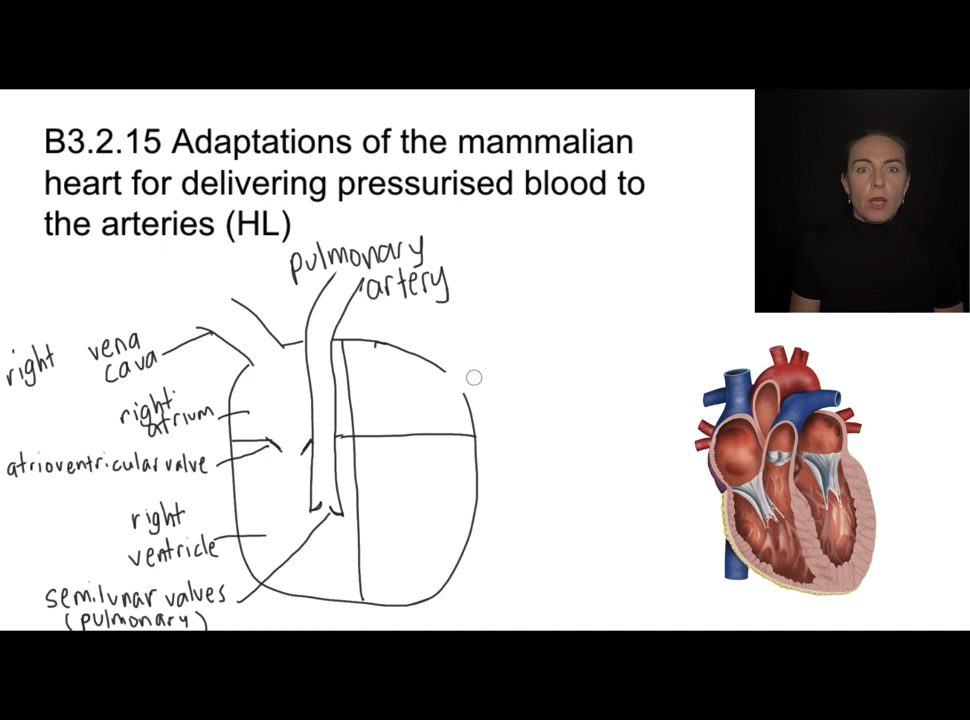 B3.2.15 Adaptations of the mammalian
heart for delivering pressurised blood to
the arteries (HL)
pulmonary
artery
right
vena
cava
right
atrium
atrioventricular valve
right
ventricle
semilunar valves
(pulmonary)